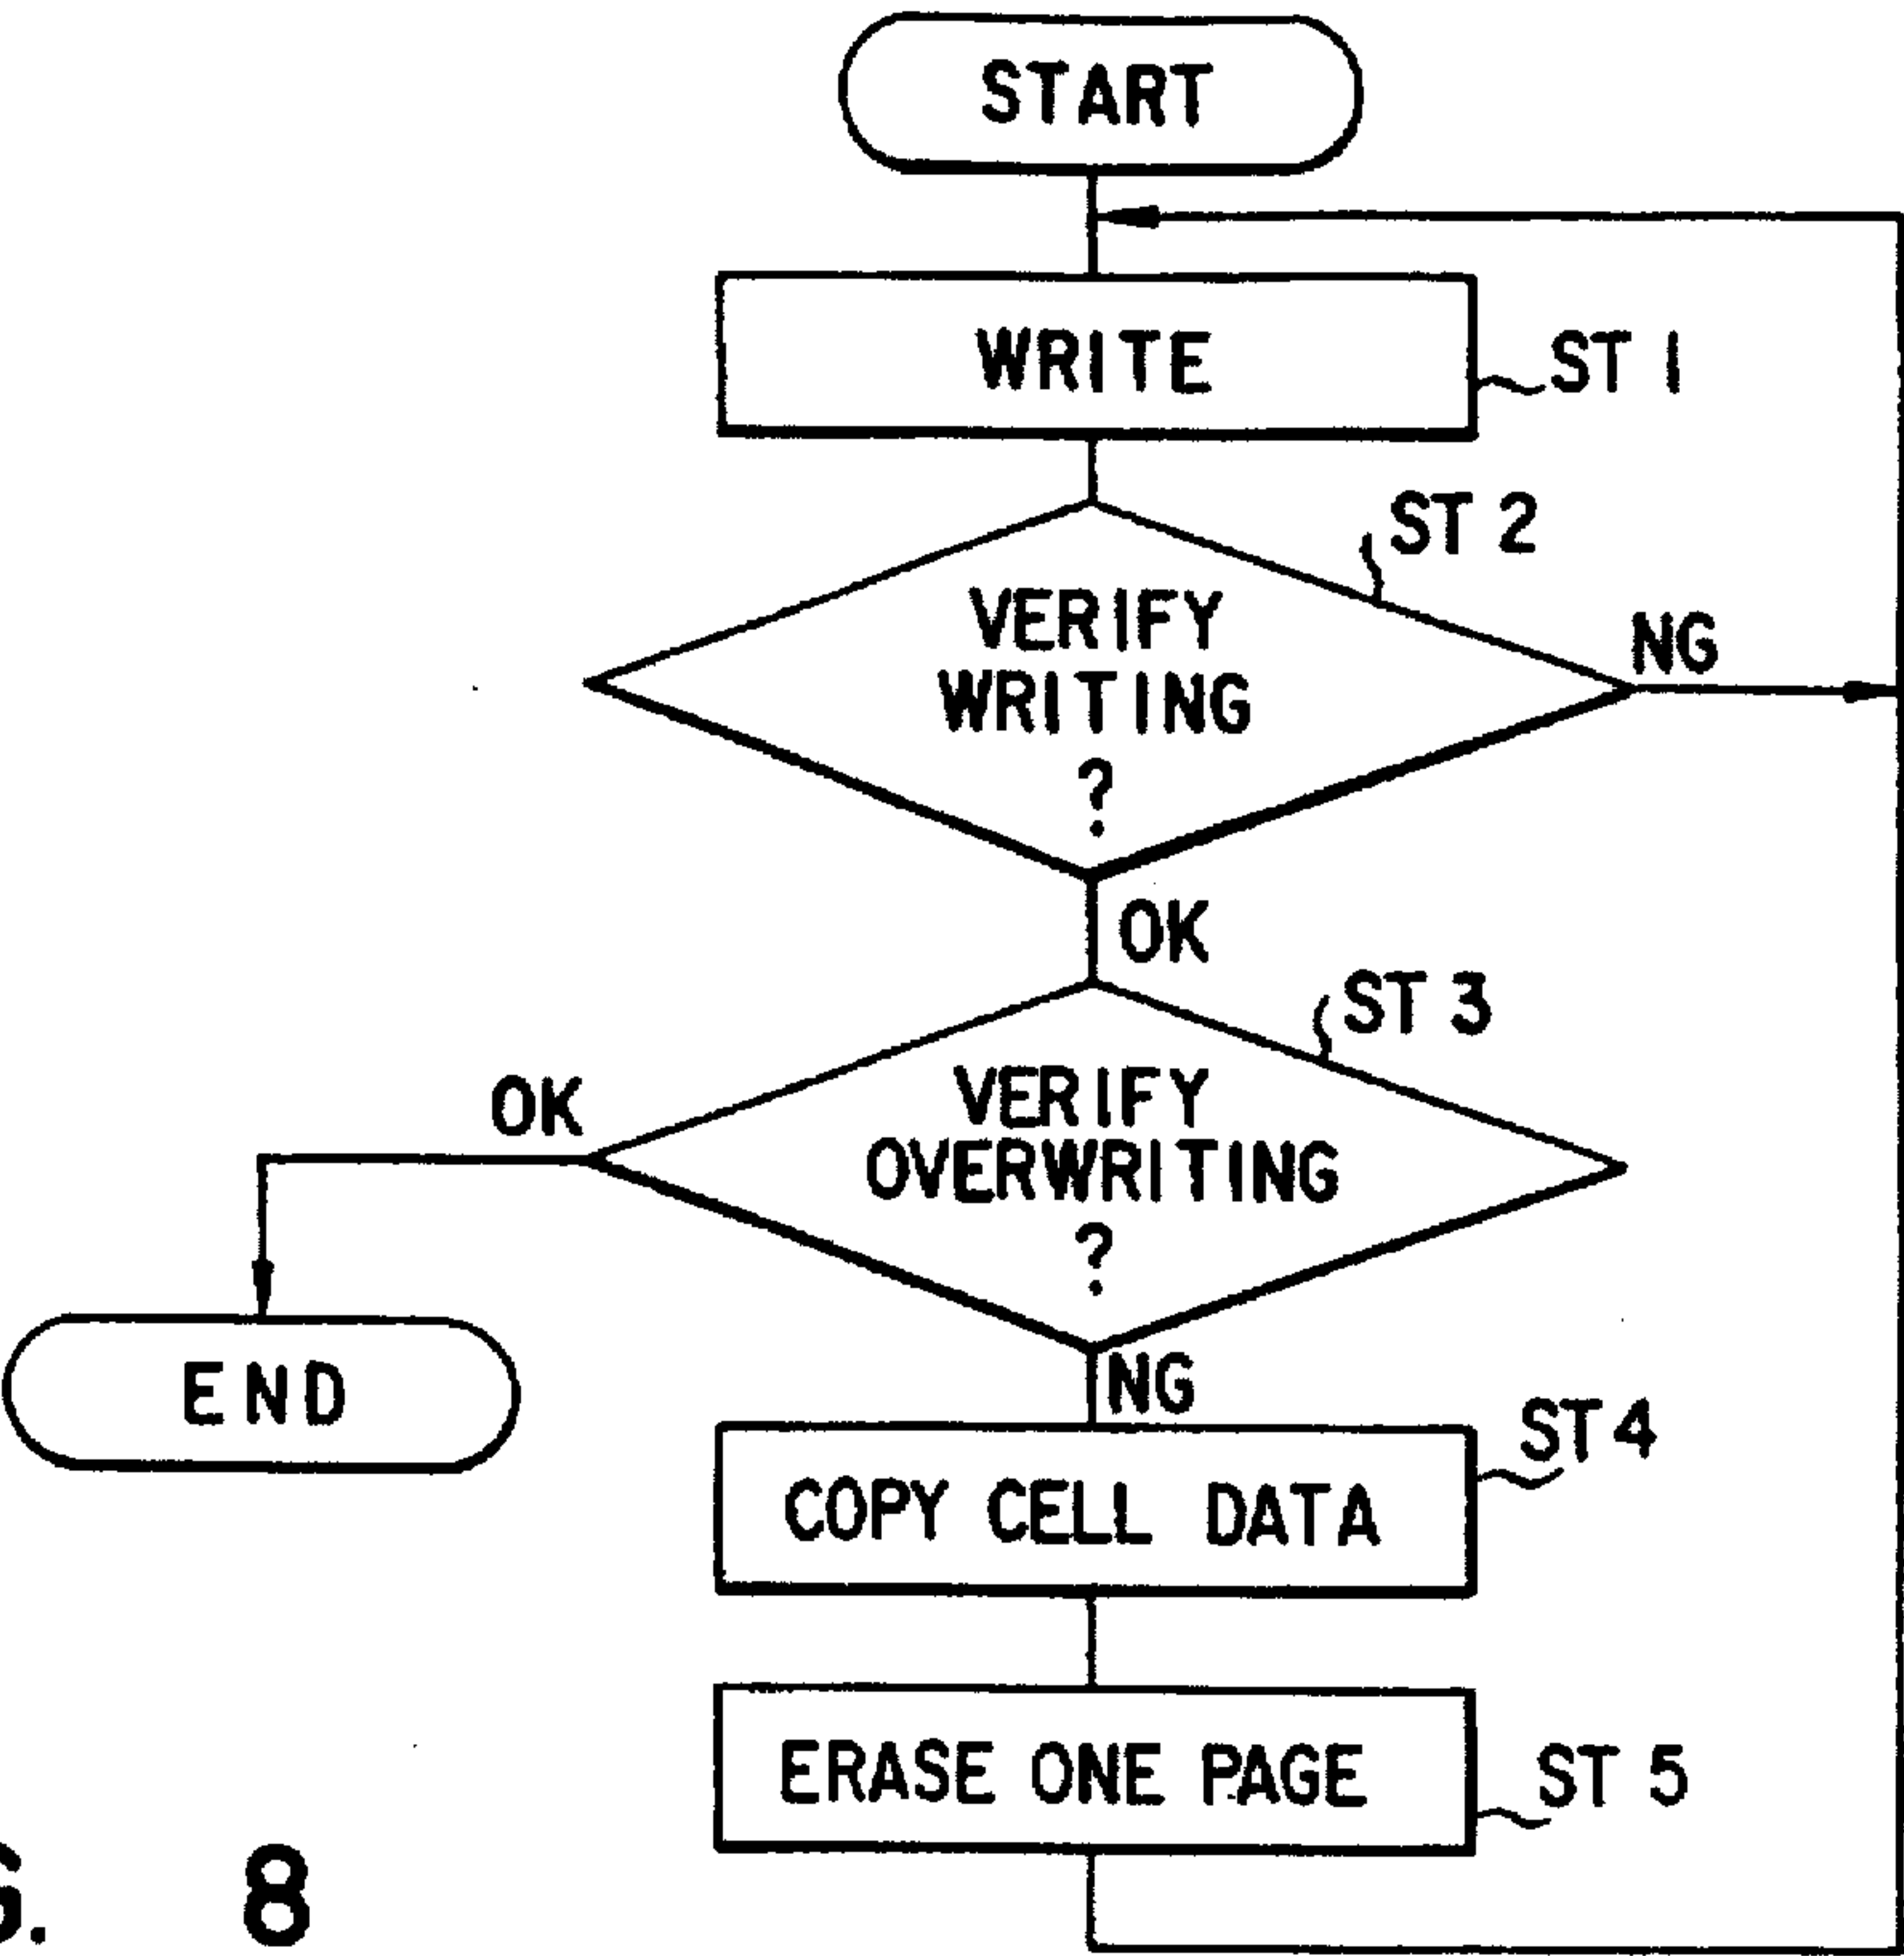 START
WRITE
ST 1
ST 2
VERIFY
WRITING
?
NG
OK
ST 3
VERIFY
OVERWRITING
?
OK
END
NG
ST4
COPY CELL DATA
ERASE ONE PAGE
ST 5
8